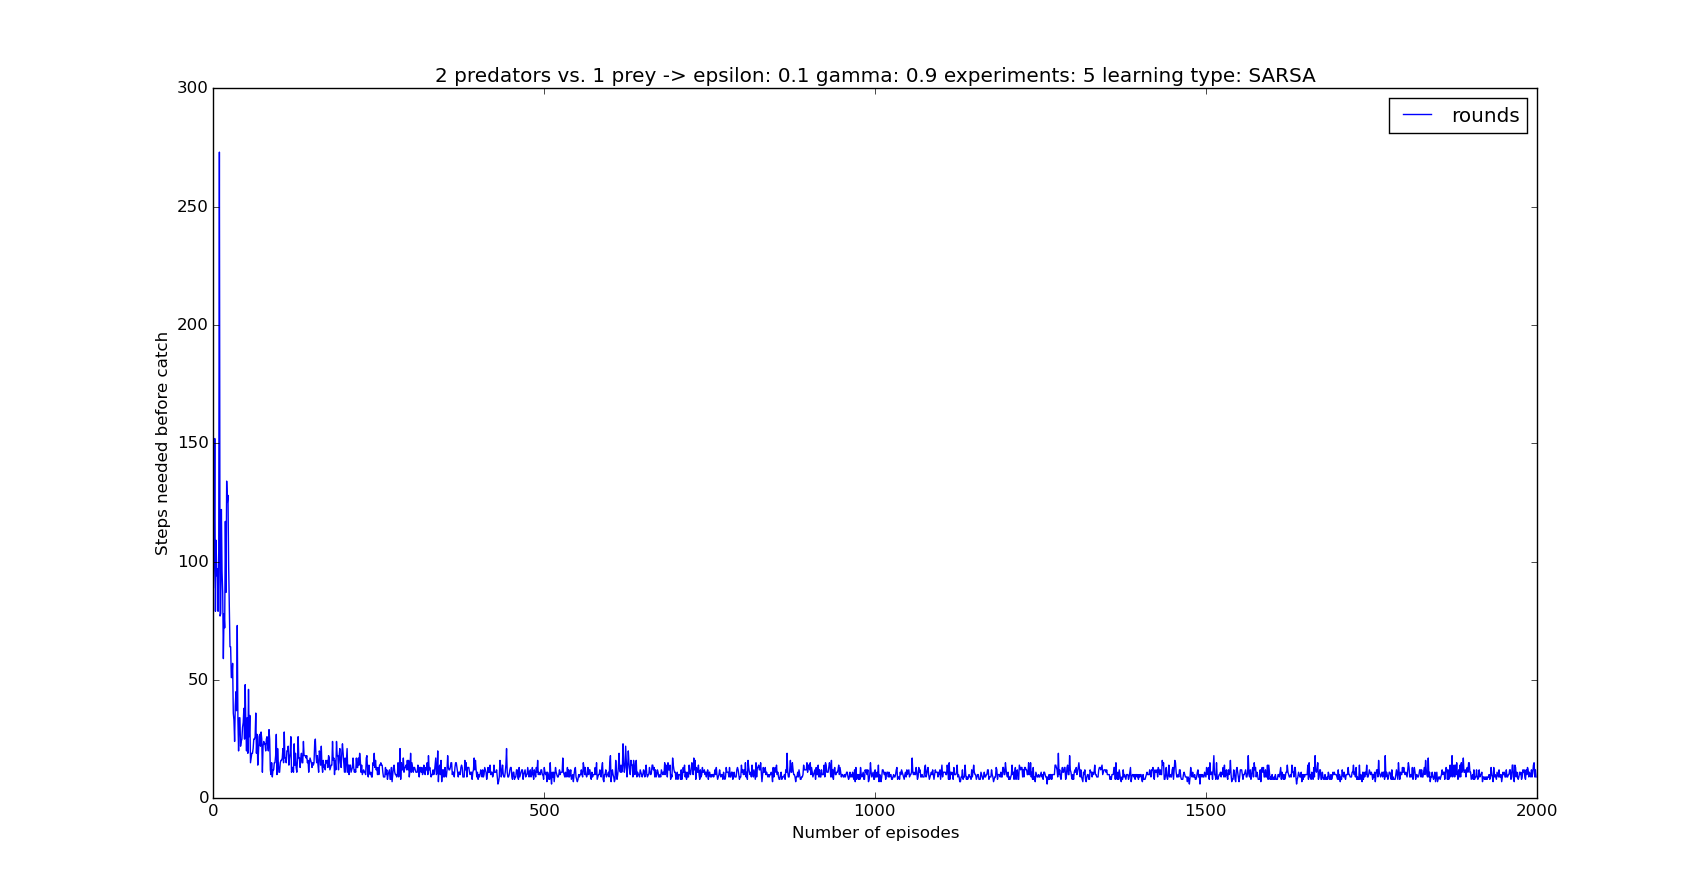 2 predators vs. 1 prey -> epsilon: 0.1 gamma: 0.9 experiments: 5 learning type: SARSA
300
rounds
250
200
150
100
50
0
Steps needed before catch
0 500 1000 1500 2000
Number of episodes